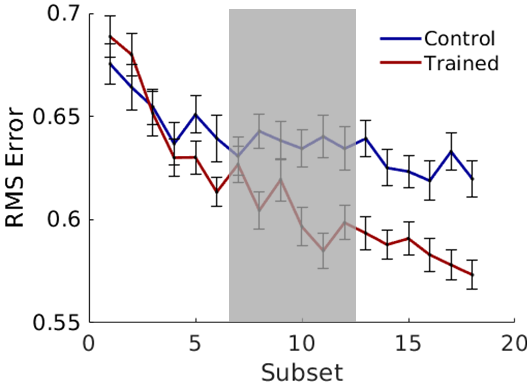 0.7
Control
Trained
0.65
RMS Error
0.6
0.55
0 5 10 15 20
Subset